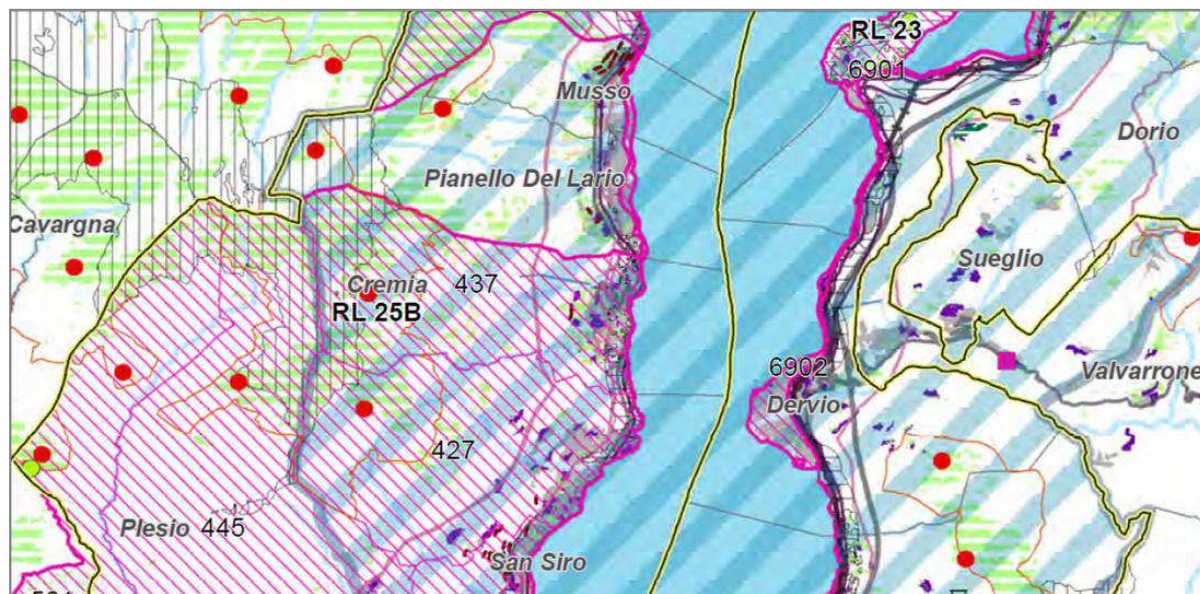 RL 23
6901
Musso
Dorio
Pianello Del Lario
Cavargna
Sueglio
Cremia
437
RL 25B
6902
Valvarrone
Dervio
427
Plesio 445
San Siro